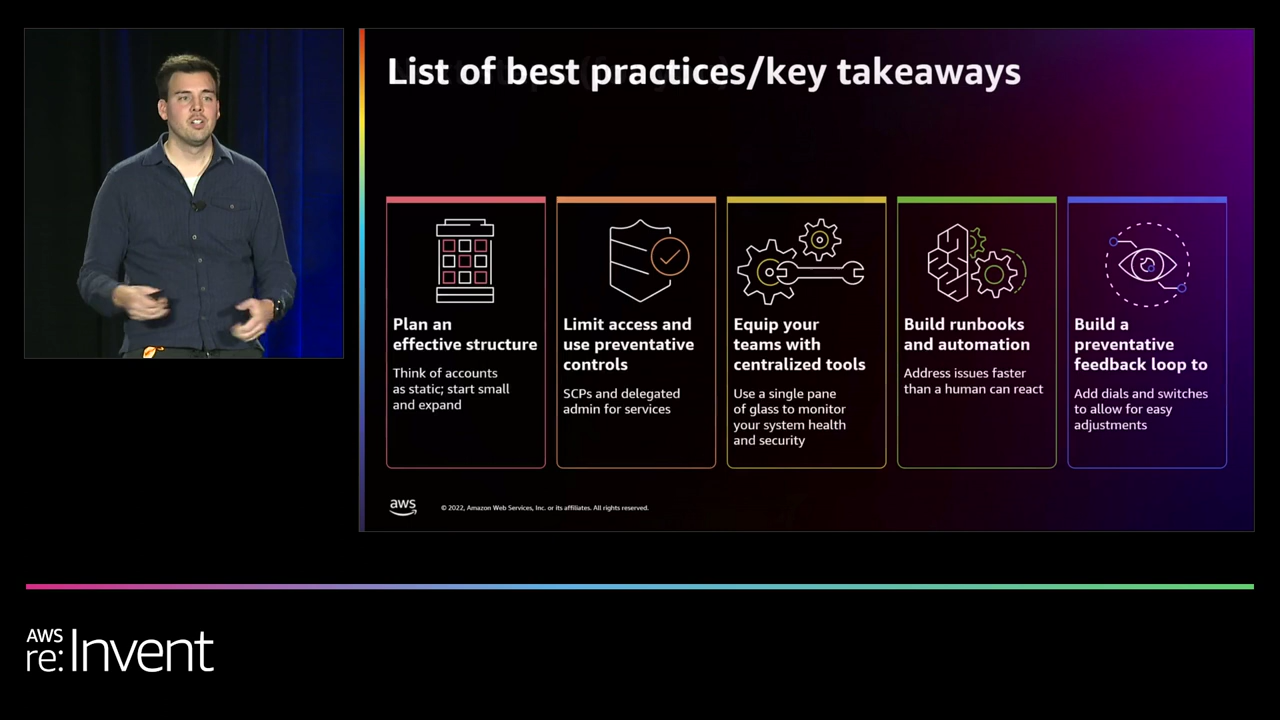 List of best practices/key takeaways
Plan an
effective structure
Think of accounts
as static; start small
and expand
Limit access and
use preventative
controls
SCPs and delegated
admin for services
Equip your
teams with
centralized tools
Use a single pane
of glass to monitor
your system health
and security
Build runbooks
and automation
Address issues faster
than a human can react
Build a
preventative
feedback loop to
Add dials and switches
to allow for easy
adjustments
aws
© 2022, Amazon Web Services, Inc. or its affiliates. All rights reserved.
AWS
re:Invent